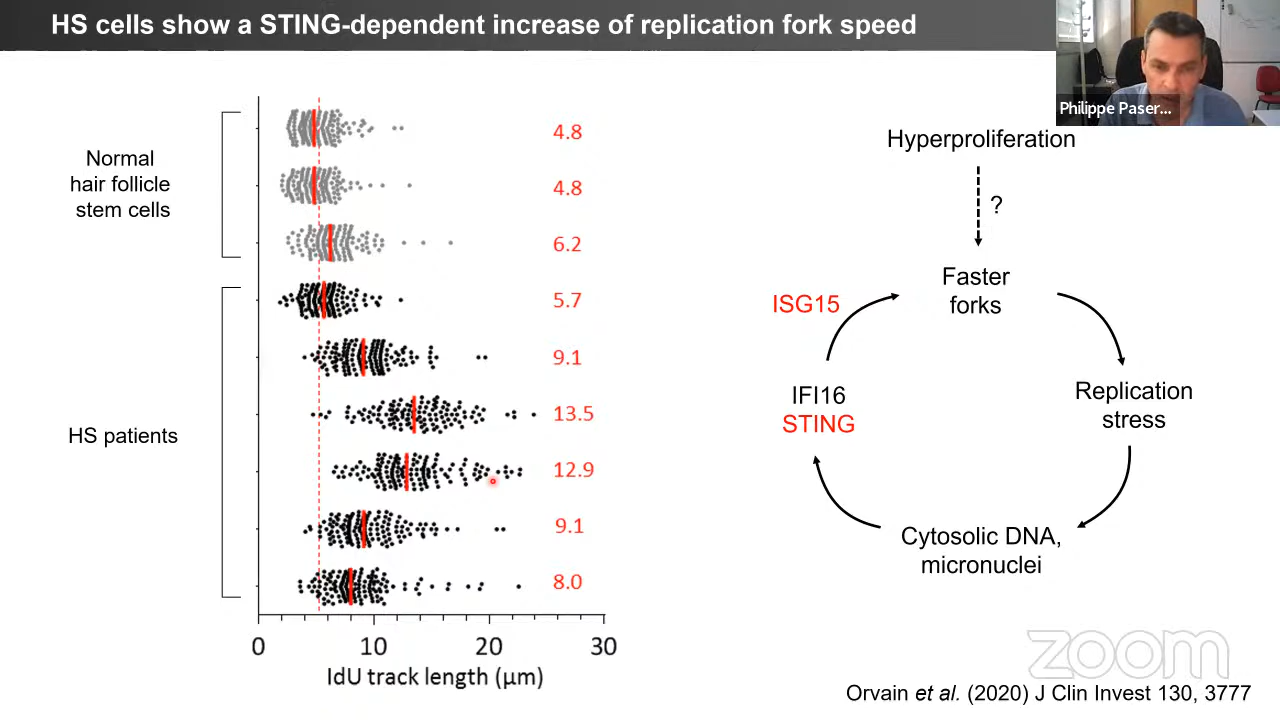 HS cells show a STING-dependent increase of replication fork speed
Philippe Paser...
Normal
hair follicle
stem cells
HS patients
4.8
4.8
6.2
5.7
9.1
13.5
12.9
9.1
8.0
0
10
20
30
IdU track length (µm)
Hyperproliferation
?
Faster
forks
ISG15
Replication
stress
IFI16
STING
Cytosolic DNA,
micronuclei
zoom
Orvain et al. (2020) J Clin Invest 130, 3777